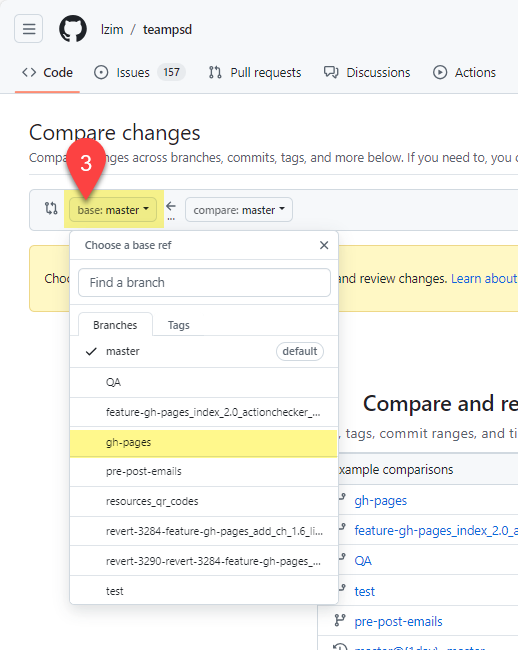 lzim / teampsd
Code Issues 157 Pull requests Discussions Actions
Compare changes
Compa nges across branches, commits, tags, and more below. If you need to, you c
3
base: master compare: master
Choose a base ref
Choo nd review changes. Learn about
Find a branch
Branches Tags
master default
QA
feature-gh-pages_index_2.0_actionchecker_...
gh-pages
pre-post-emails
resources_qr_codes
revert-3284-feature-gh-pages_add_ch_1.6_li...
revert-3290-revert-3284-feature-gh-pages_...
test
Compare and re
, tags, commit ranges, and ti
xample comparisons
gh-pages
feature-gh-pages_index_2.0_a
QA
test
pre-post-emails